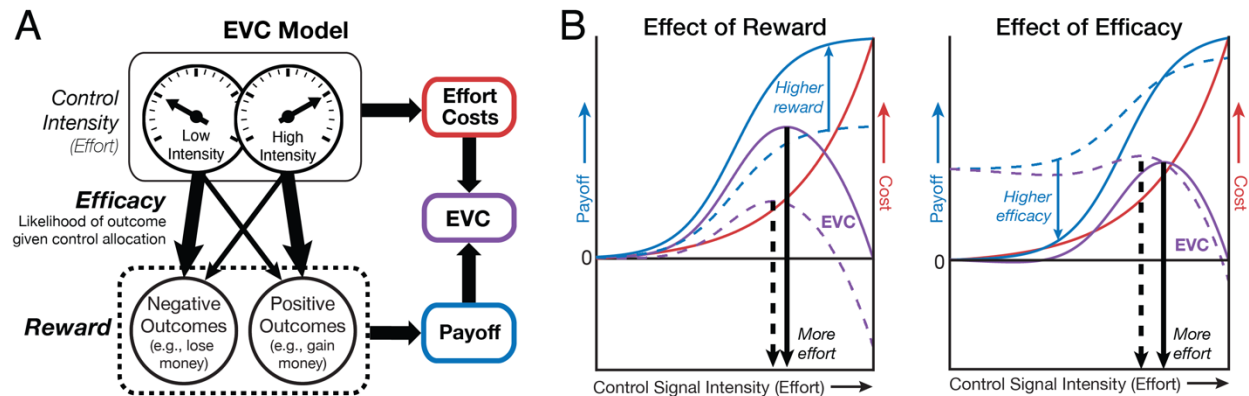 A
EVC Model
Control
Intensity
(Effort)
Low
Intensity
High
Intensity
Effort
Costs
Efficacy
Likelihood of outcome
given control allocation
EVC
Reward
Negative
Outcomes
(e.g., lose
money)
Positive
Outcomes
(e.g., gain
money)
Payoff
B
Effect of Reward
Payoff
Higher
reward
Cost
EVC
0
More
effort
Control Signal Intensity (Effort)
Effect of Efficacy
Payoff
Higher
efficacy
Cost
EVC
0
More
effort
Control Signal Intensity (Effort)